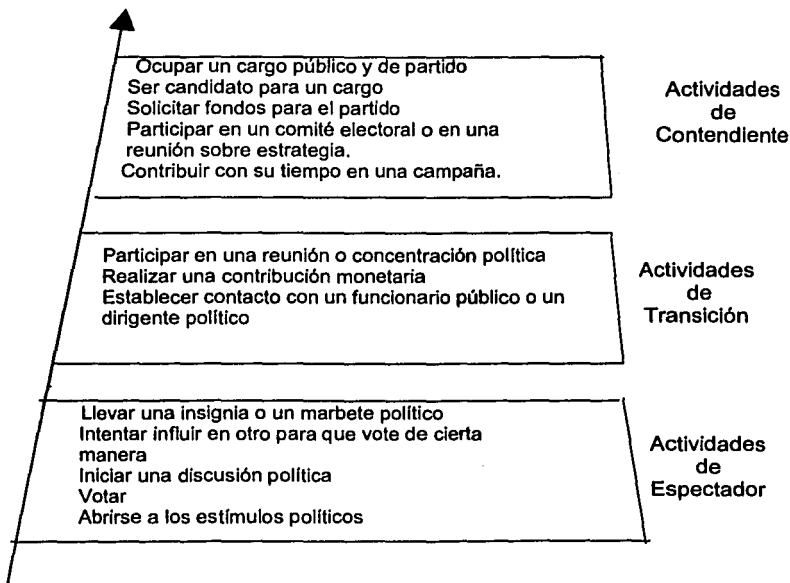 Ocupar un cargo público y de partido
Ser candidato para un cargo
Solicitar fondos para el partido
Participar en un comité electoral o en una
reunión sobre estrategia.
Contribuir con su tiempo en una campaña.
Actividades
de
Contendiente
Participar en una reunión o concentración política
Realizar una contribución monetaria
Establecer contacto con un funcionario público o un
dirigente político
Actividades
de
Transición
Llevar una insignia o un marbete político
Intentar influir en otro para que vote de cierta
manera
Iniciar una discusión política
Votar
Abrirse a los estímulos políticos
Actividades
de
Espectador